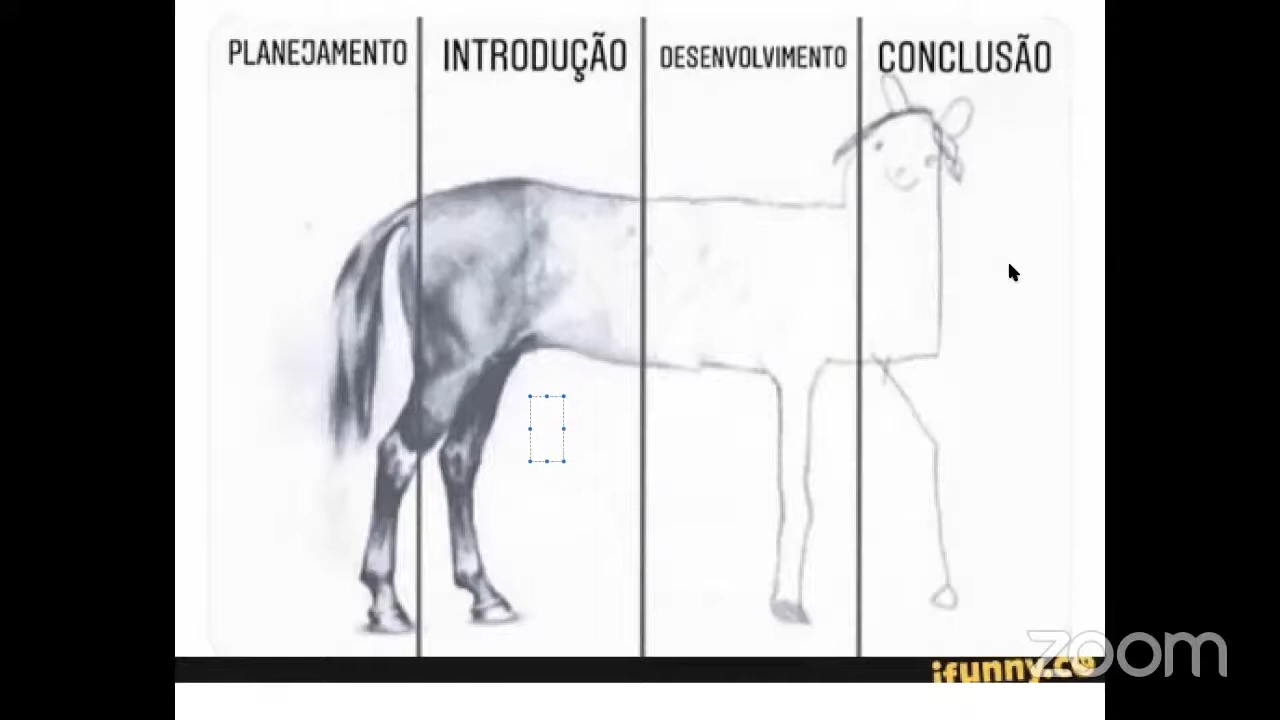 PLANEJAMENTO
INTRODUÇÃO
DESENVOLVIMENTO
CONCLUSÃO
ifunny.co
zoom